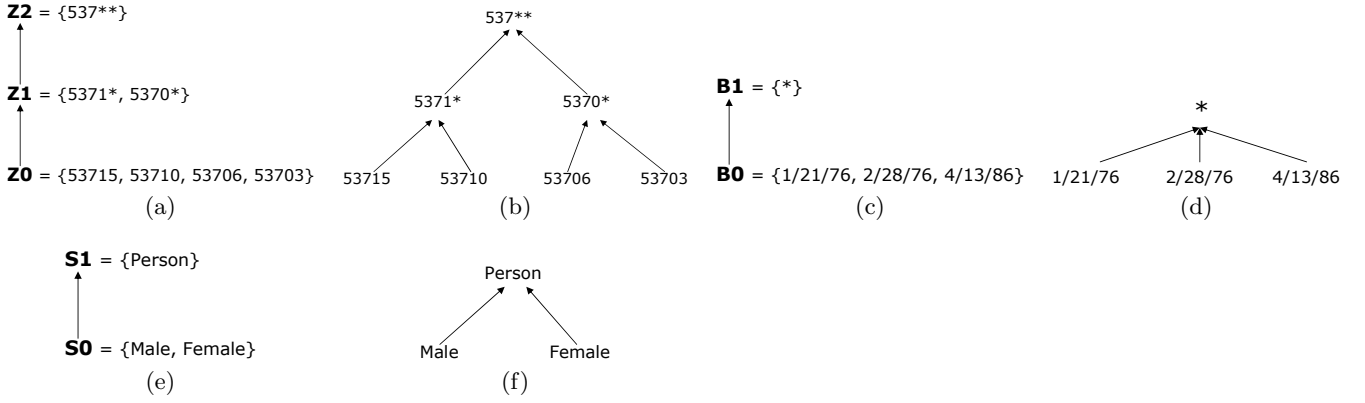 Z2 = {537**}
Z1 = {5371*, 5370*}
Z0 = {53715, 53710, 53706, 53703}
(a)
537**
5371* 5370*
53715 53710 53706 53703
(b)
B1 = {*}
B0 = {1/21/76, 2/28/76, 4/13/86}
(c)
*
1/21/76 2/28/76 4/13/86
(d)
S1 = {Person}
S0 = {Male, Female}
(e)
Person
Male Female
(f)